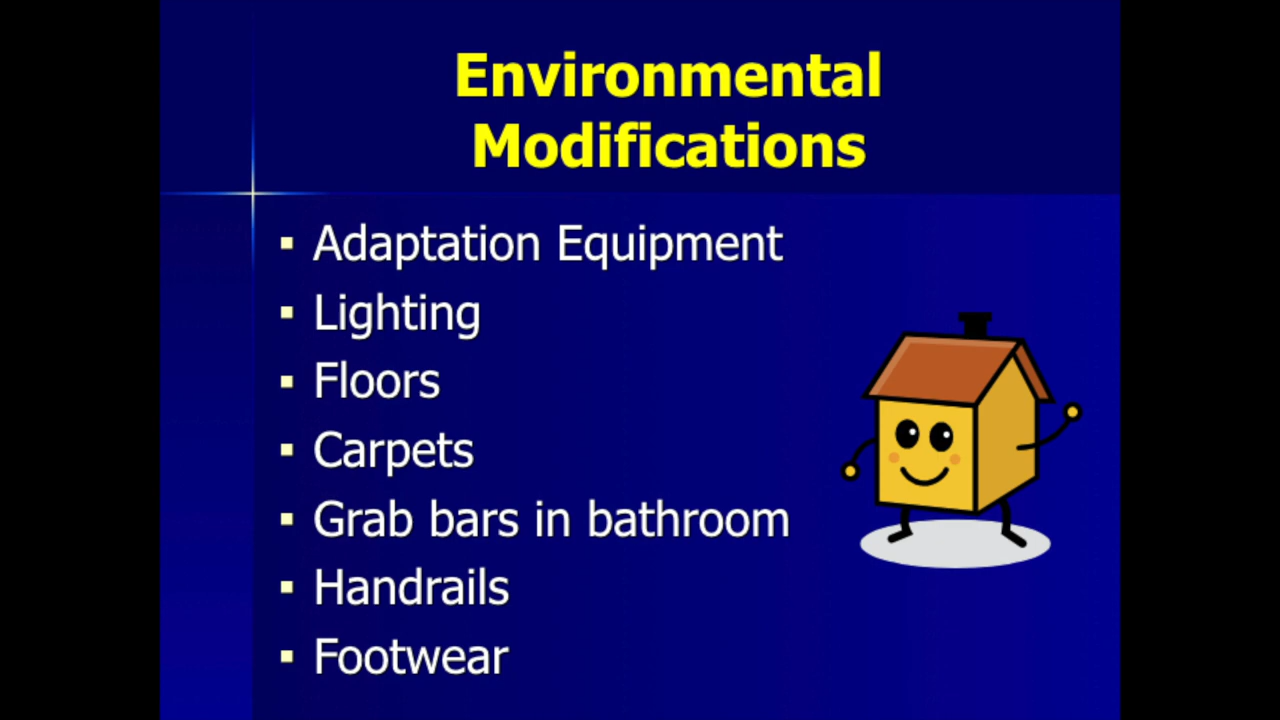 Environmental
Modifications
▪ Adaptation Equipment
▪ Lighting
▪ Floors
▪ Carpets
▪ Grab bars in bathroom
▪ Handrails
▪ Footwear